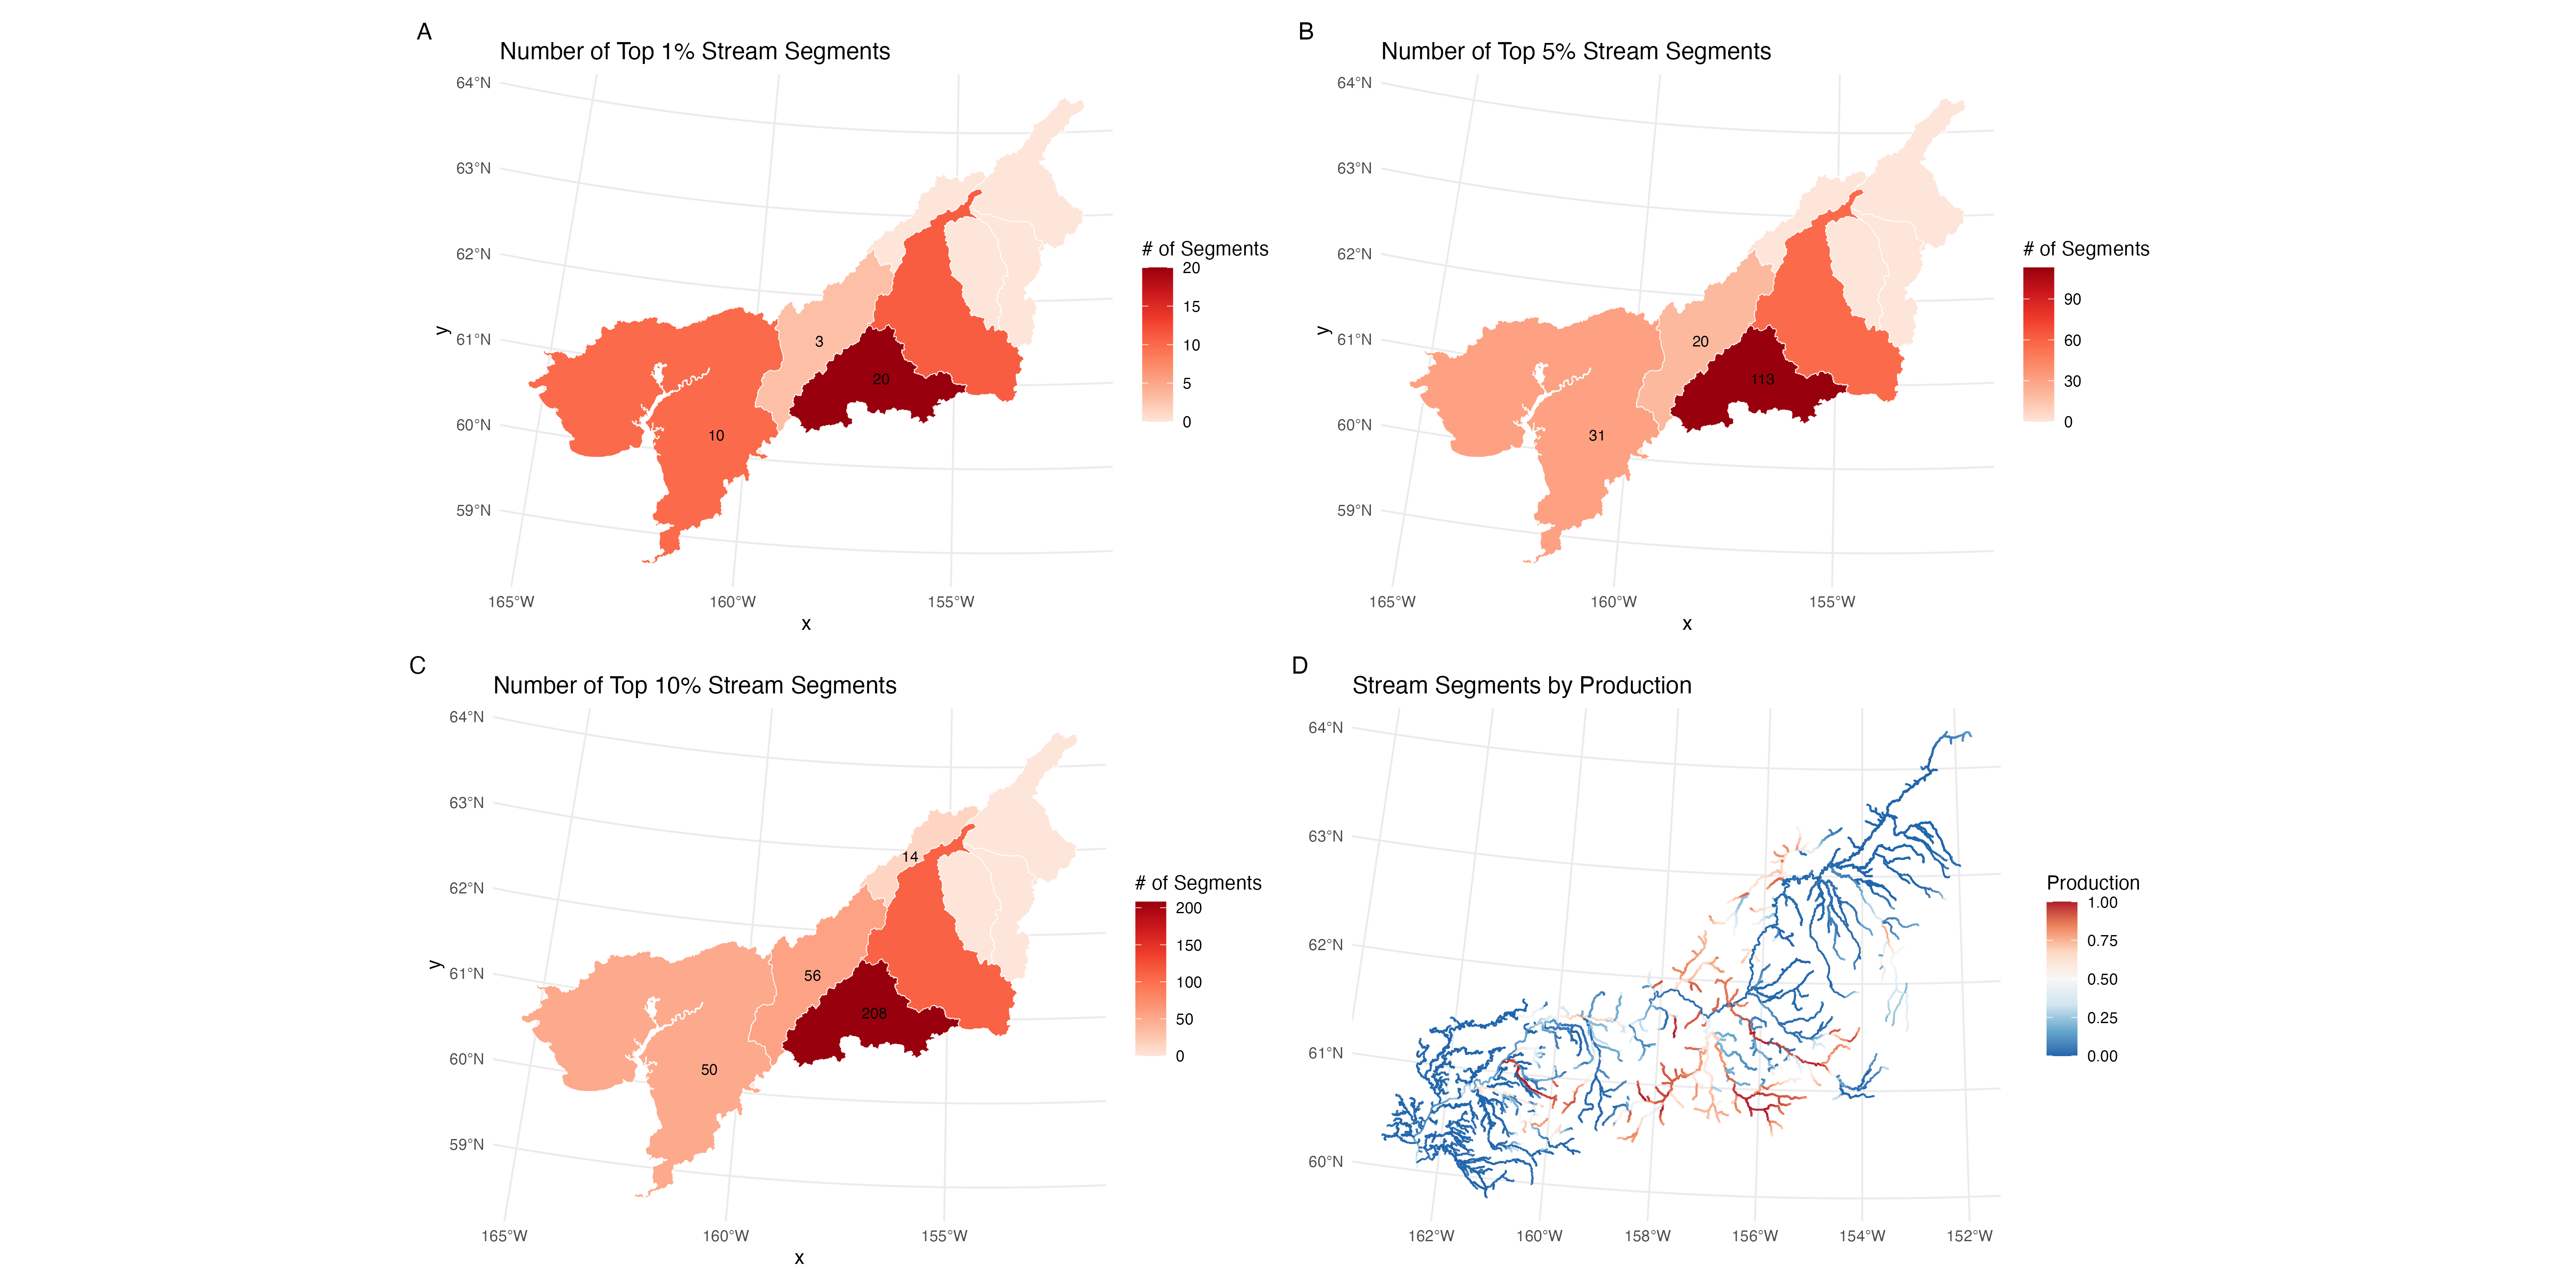 A
Number of Top 1% Stream Segments
64°N
63°N
62°N
61°N
60°N
59°N
y
3
20
10
165°W
160°W
155°W
x
# of Segments
20
15
10
5
0
B
Number of Top 5% Stream Segments
64°N
63°N
62°N
61°N
60°N
59°N
y
20
113
31
165°W
160°W
155°W
x
# of Segments
90
60
30
0
C
Number of Top 10% Stream Segments
64°N
63°N
62°N
61°N
60°N
59°N
y
14
56
208
50
165°W
160°W
155°W
x
# of Segments
200
150
100
50
0
D
Stream Segments by Production
64°N
63°N
62°N
61°N
60°N
162°W
160°W
158°W
156°W
154°W
152°W
Production
1.00
0.75
0.50
0.25
0.00